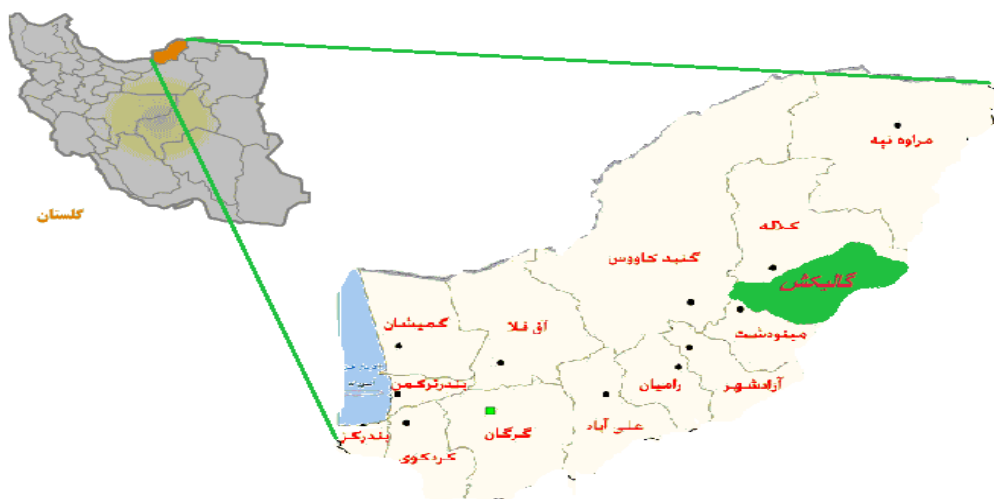 گلستان
مراوه تپه
کلاله
گنبد کاووس
گالیکش
مینودشت
آق قلا
گمیشان
آزادشهر
رامیان
بندرترکمن
علی آباد
گرگان
بندرگز
کردکوی